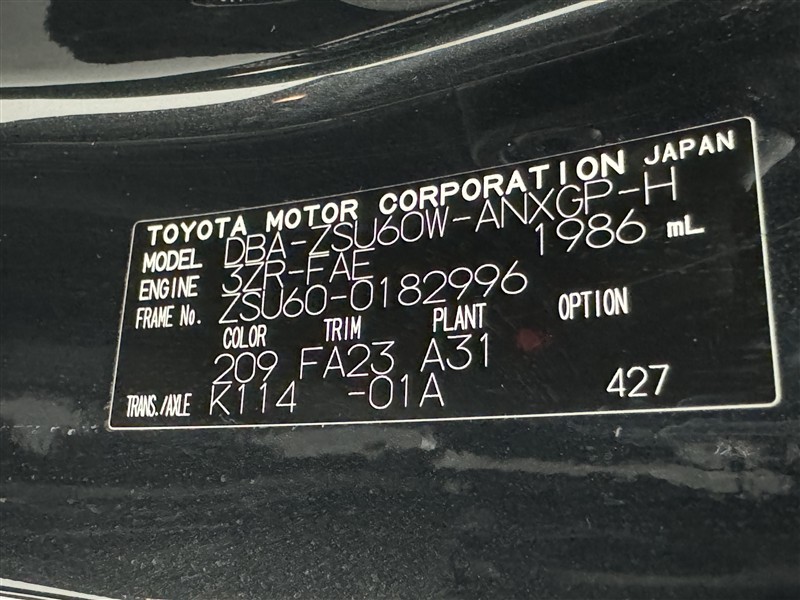 TOYOTA MOTOR CORPORATION JAPAN
MODEL DBA-ZSU60W-ANXGP-H
ENGINE 3ZR-FAE 1986 mL
FRAME No. ZSU60-0182996
COLOR TRIM PLANT OPTION
209 FA23 A31
TRANS./AXLE K114 -01A 427